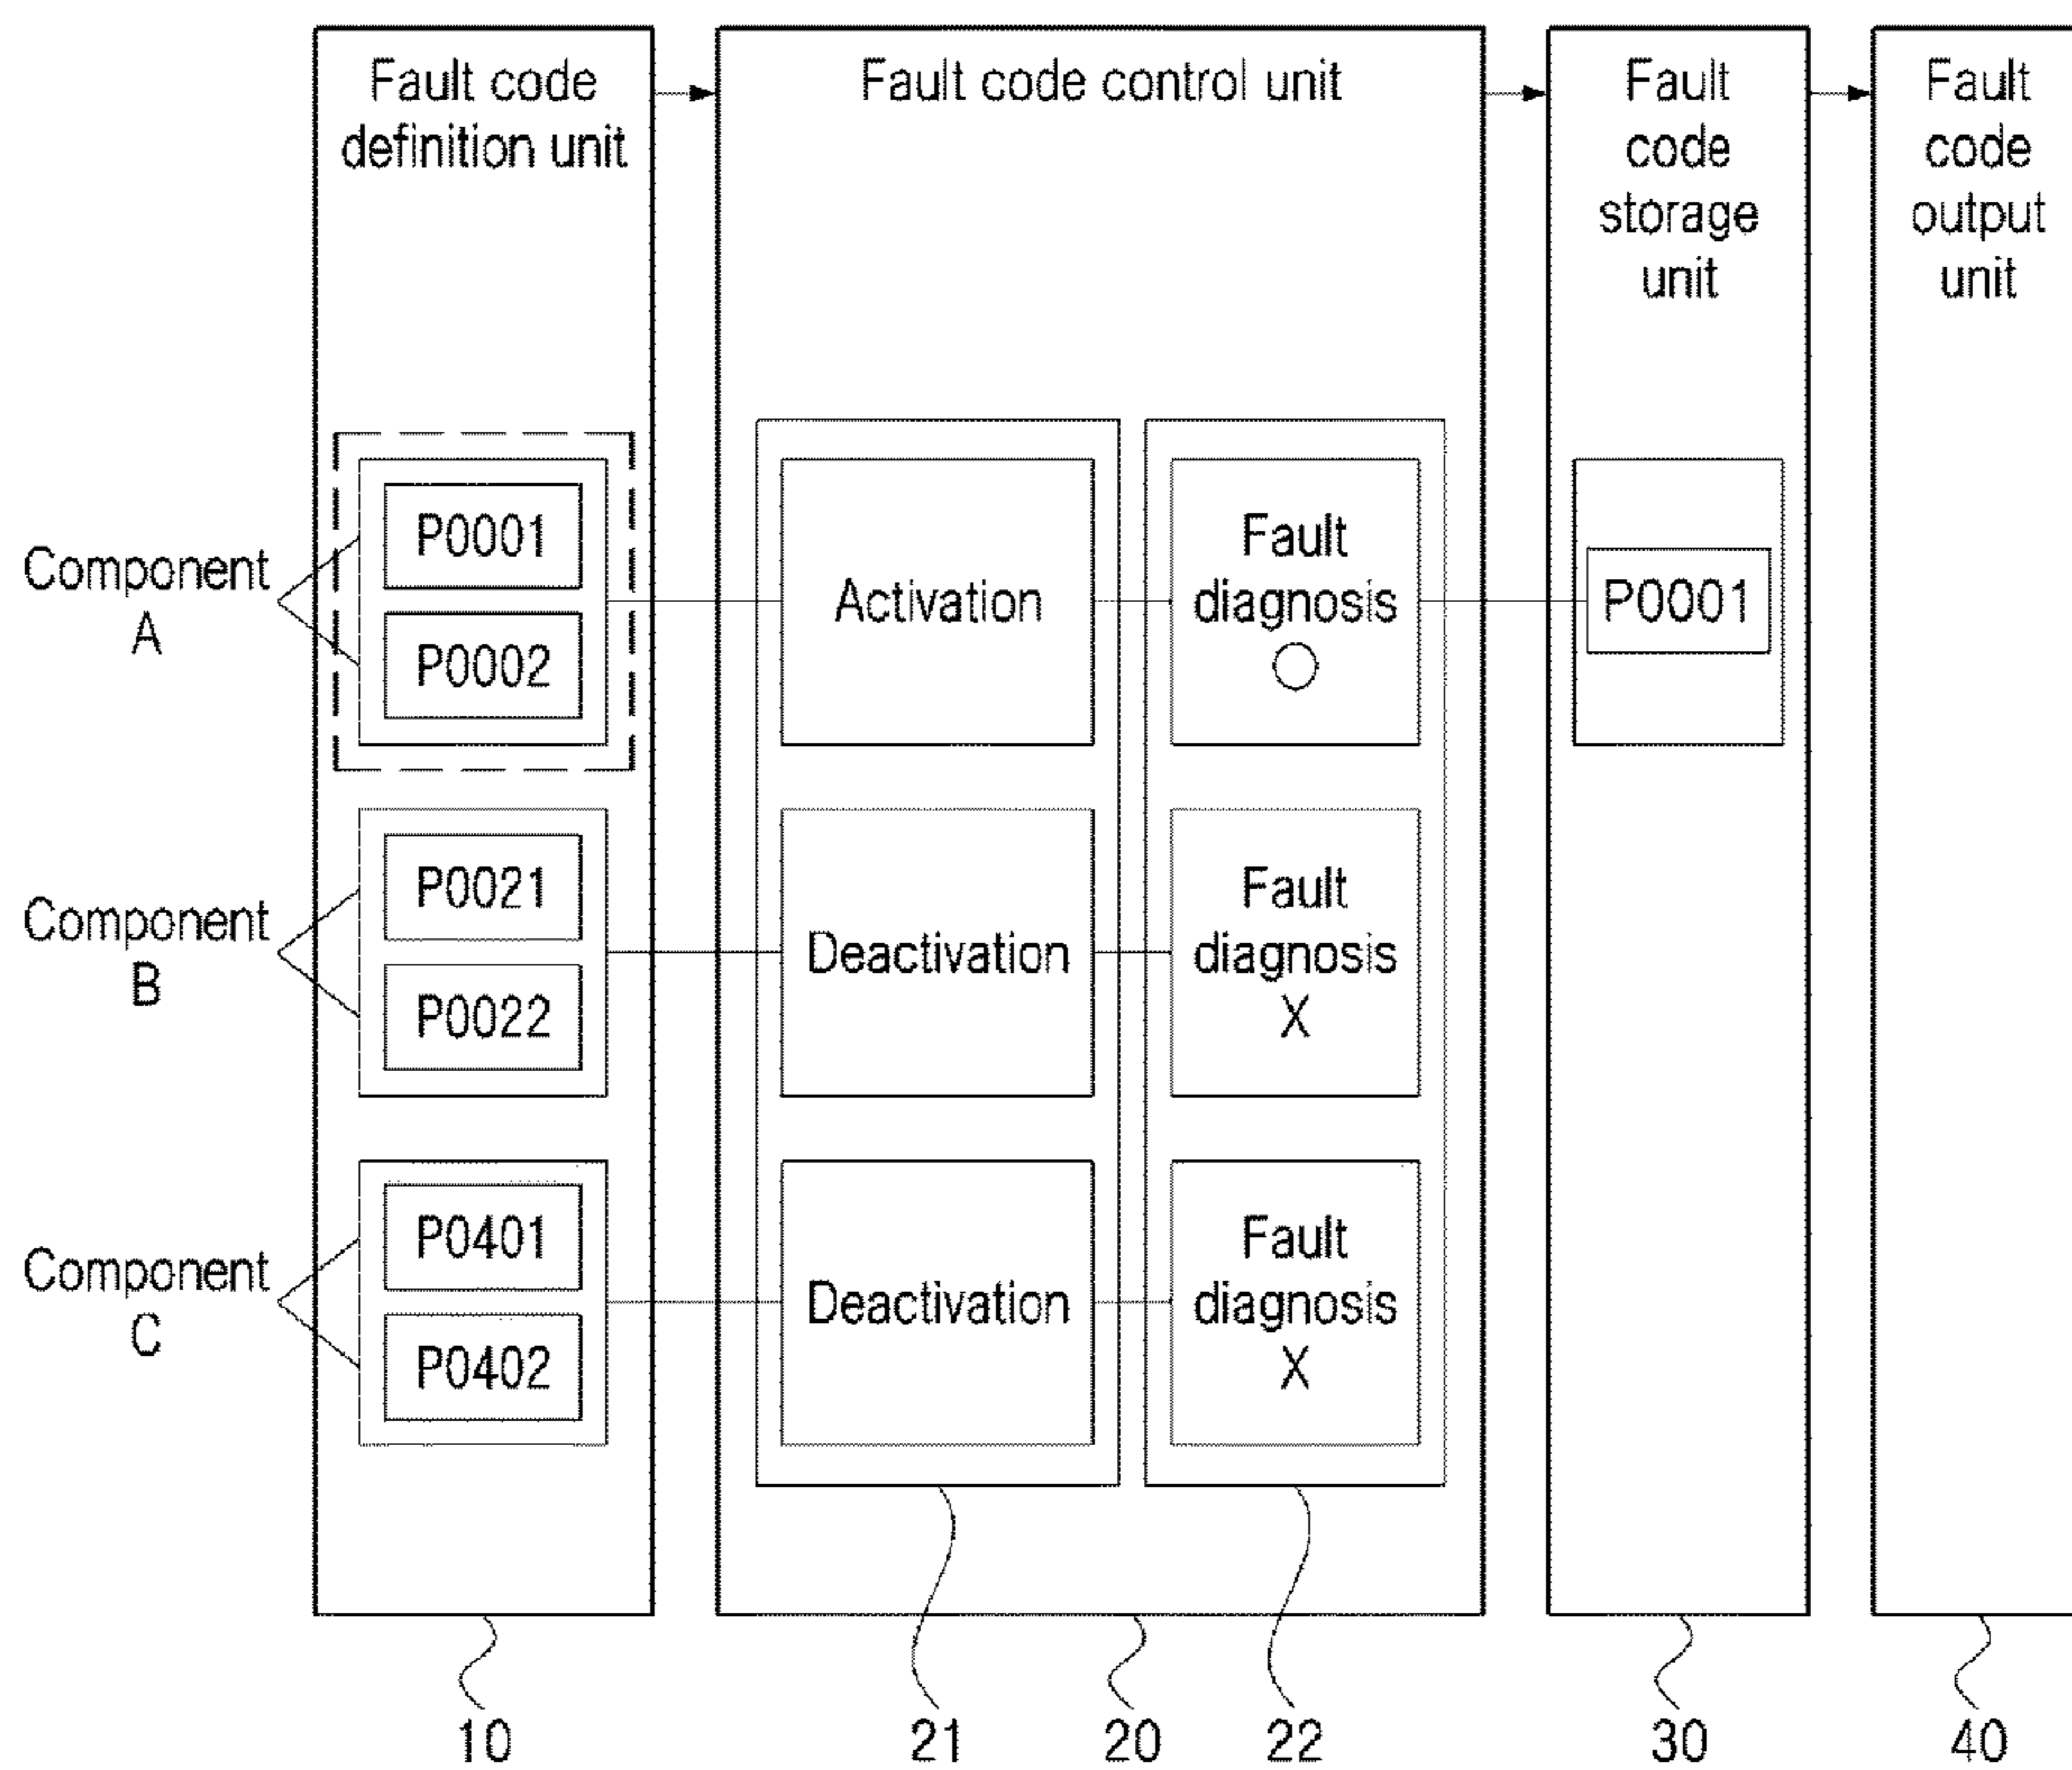 Fault code
definition unit
Fault code control unit
Fault
code
storage
unit
Fault
code
output
unit
Component
A
P0001
P0002
Activation
Fault
diagnosis
○
P0001
Component
B
P0021
P0022
Deactivation
Fault
diagnosis
X
Component
C
P0401
P0402
Deactivation
Fault
diagnosis
X
10
21
20
22
30
40